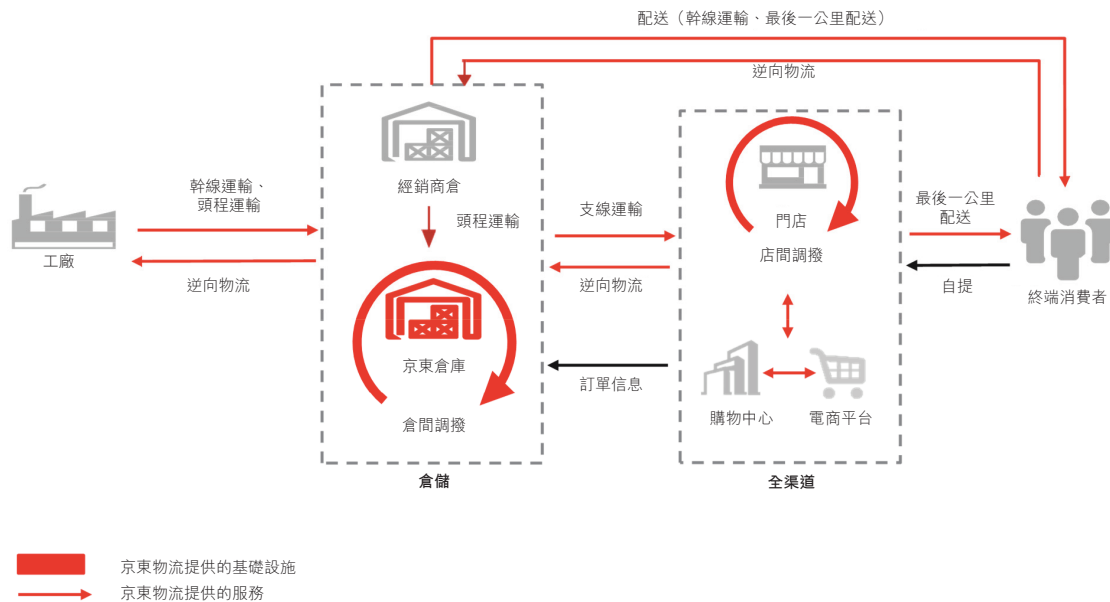 配送（幹線運輸、最後一公里配送）
逆向物流
經銷商倉
幹線運輸、
頭程運輸
頭程運輸
支線運輸
門店
店間調撥
最後一公里
配送
工廠
逆向物流
逆向物流
自提
終端消費者
京東倉庫
訂單信息
倉間調撥
購物中心
電商平台
倉儲
全渠道
京東物流提供的基礎設施
京東物流提供的服務